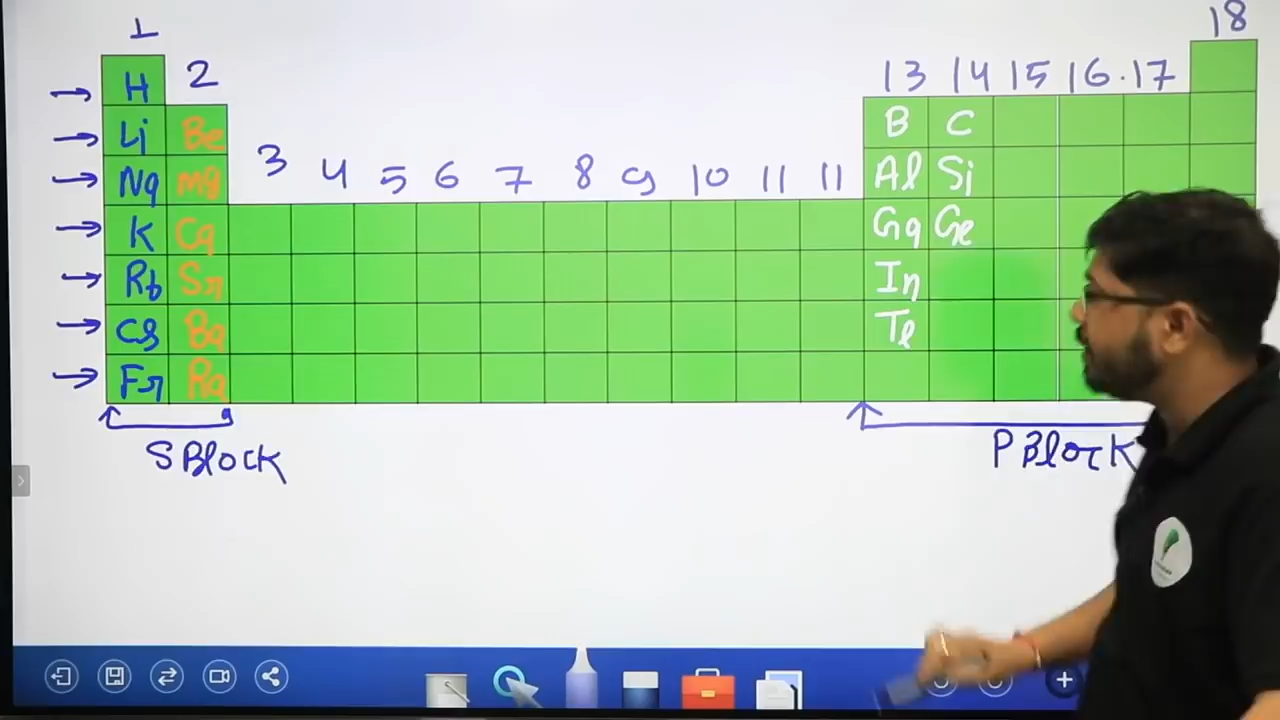 1 18
2 13 14 15 16 . 17
3 4 5 6 7 8 9 10 11 11
H
Li Be B C
Na mg Al Si
K Ca Ga Ge
Rb Sr In
Cs Ba Tl
Fr Ra
S Block P Block